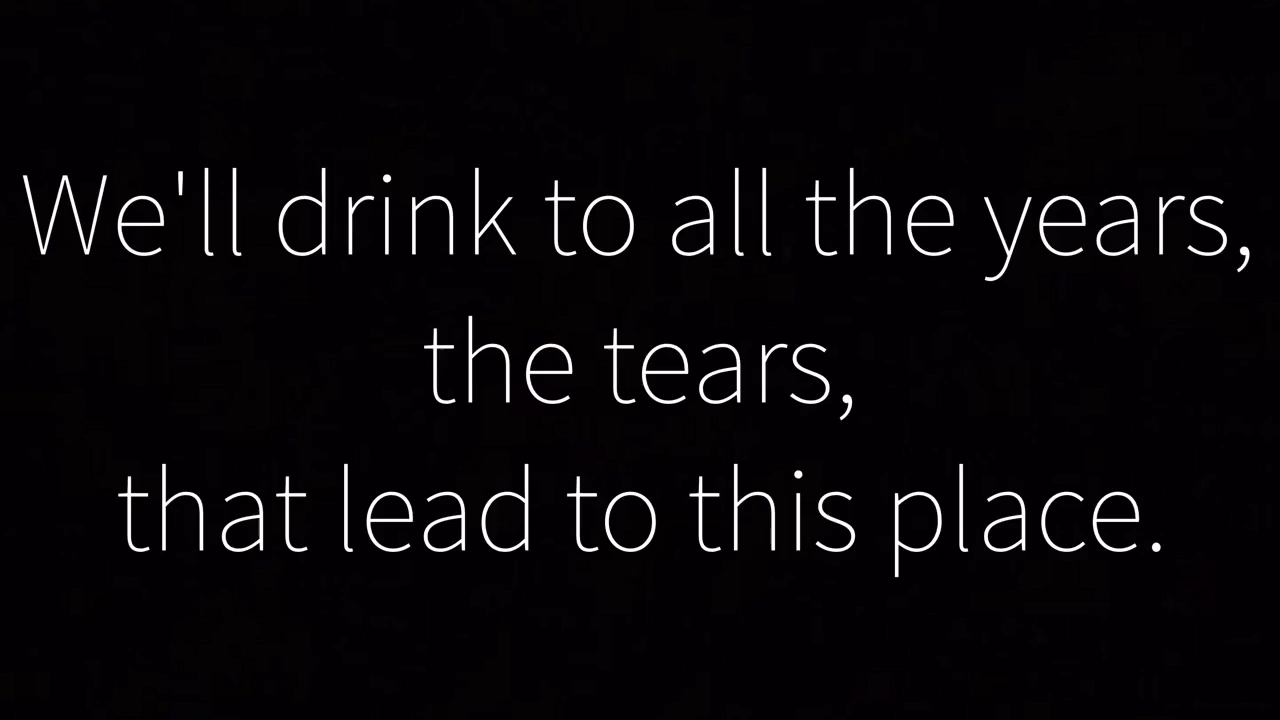 We'll drink to all the years,
the tears,
that lead to this place.